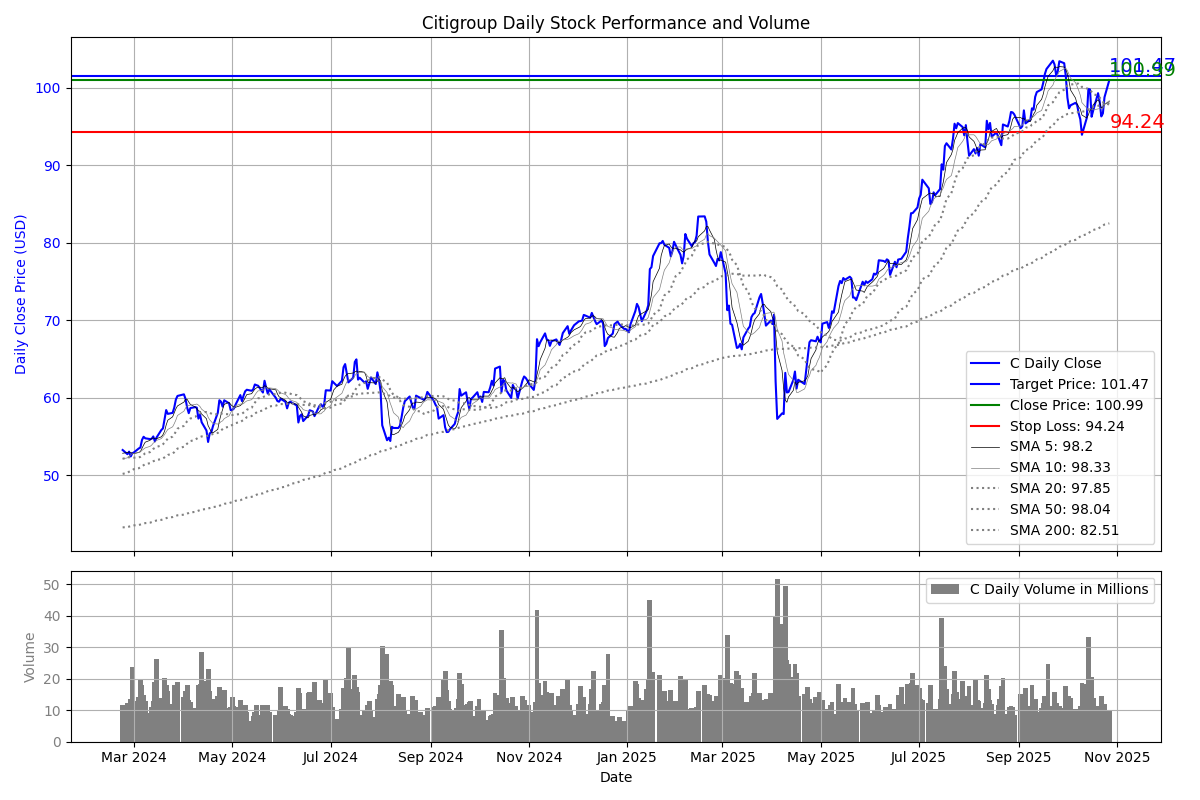 Citigroup Daily Stock Performance and Volume
Daily Close Price (USD)
100
90
80
70
60
50
101.47
100.99
94.24
C Daily Close
Target Price: 101.47
Close Price: 100.99
Stop Loss: 94.24
SMA 5: 98.2
SMA 10: 98.33
SMA 20: 97.85
SMA 50: 98.04
SMA 200: 82.51
Volume
50
40
30
20
10
0
C Daily Volume in Millions
Mar 2024 May 2024 Jul 2024 Sep 2024 Nov 2024 Jan 2025 Mar 2025 May 2025 Jul 2025 Sep 2025 Nov 2025
Date